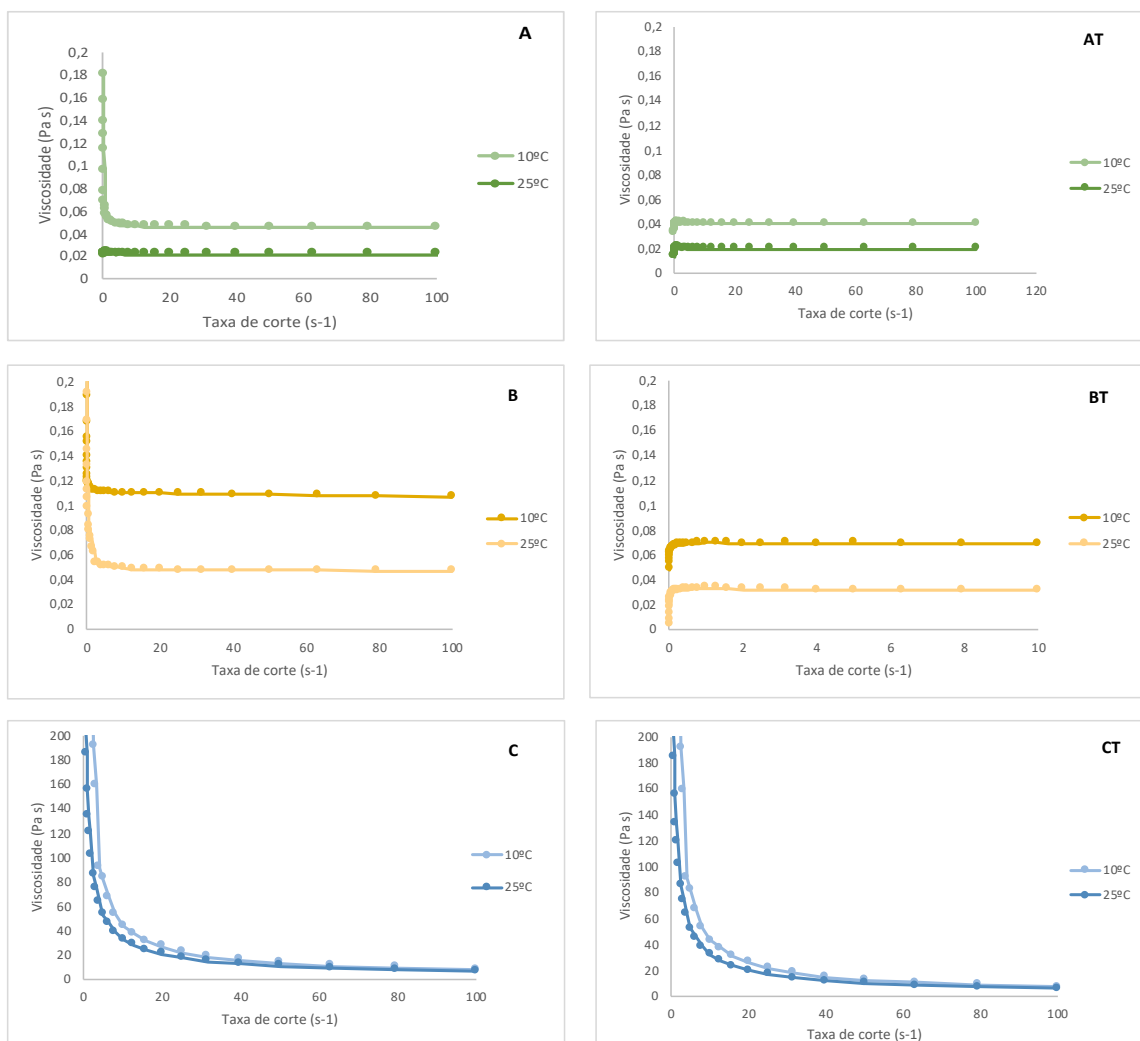 A
Viscosidade (Pa s)
0,2
0,18
0,16
0,14
0,12
0,1
0,08
0,06
0,04
0,02
0
0 20 40 60 80 100
Taxa de corte (s-1)
10ºC
25ºC
AT
Viscosidade (Pa s)
0,2
0,18
0,16
0,14
0,12
0,1
0,08
0,06
0,04
0,02
0
0 20 40 60 80 100 120
Taxa de corte (s-1)
10ºC
25ºC
B
Viscosidade (Pa s)
0,2
0,18
0,16
0,14
0,12
0,1
0,08
0,06
0,04
0,02
0
0 20 40 60 80 100
Taxa de corte (s-1)
10ºC
25ºC
BT
Viscosidade (Pa s)
0,2
0,18
0,16
0,14
0,12
0,1
0,08
0,06
0,04
0,02
0
0 2 4 6 8 10
Taxa de corte (s-1)
10ºC
25ºC
C
Viscosidade (Pa s)
200
180
160
140
120
100
80
60
40
20
0
0 20 40 60 80 100
Taxa de corte (s-1)
10ºC
25ºC
CT
Viscosidade (Pa s)
200
180
160
140
120
100
80
60
40
20
0
0 20 40 60 80 100
Taxa de corte (s-1)
10ºC
25ºC